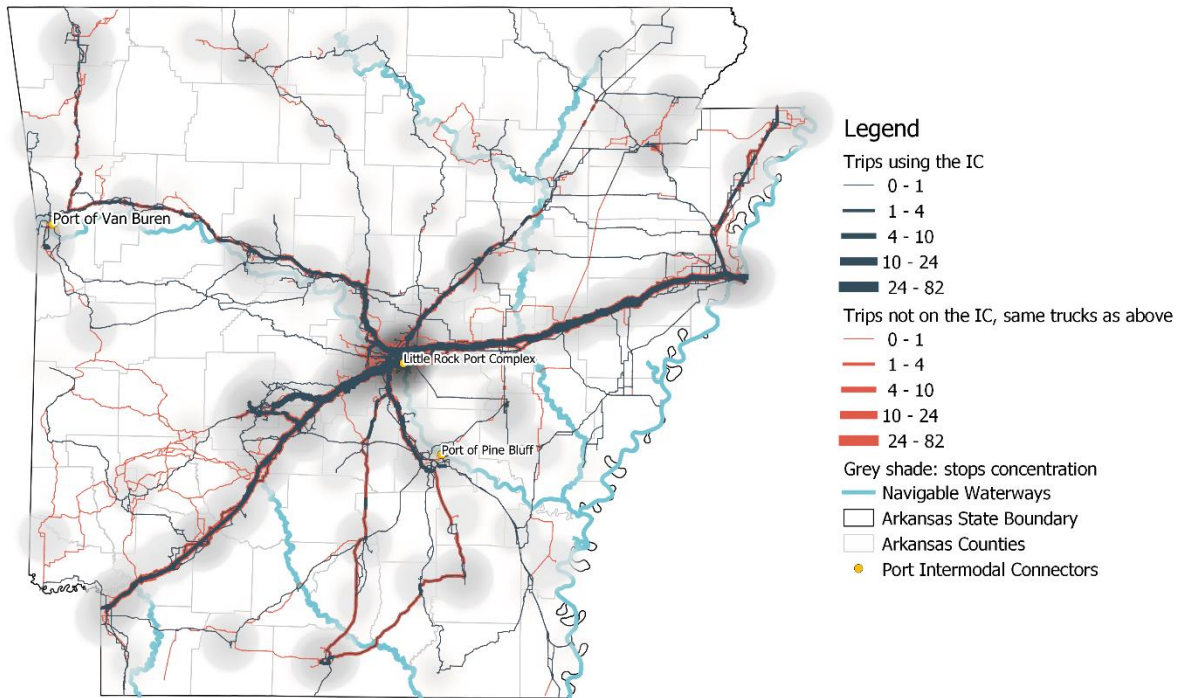 Port of Van Buren
Little Rock Port Complex
Port of Pine Bluff
Legend
Trips using the IC
0 - 1
1 - 4
4 - 10
10 - 24
24 - 82
Trips not on the IC, same trucks as above
0 - 1
1 - 4
4 - 10
10 - 24
24 - 82
Grey shade: stops concentration
Navigable Waterways
Arkansas State Boundary
Arkansas Counties
Port Intermodal Connectors